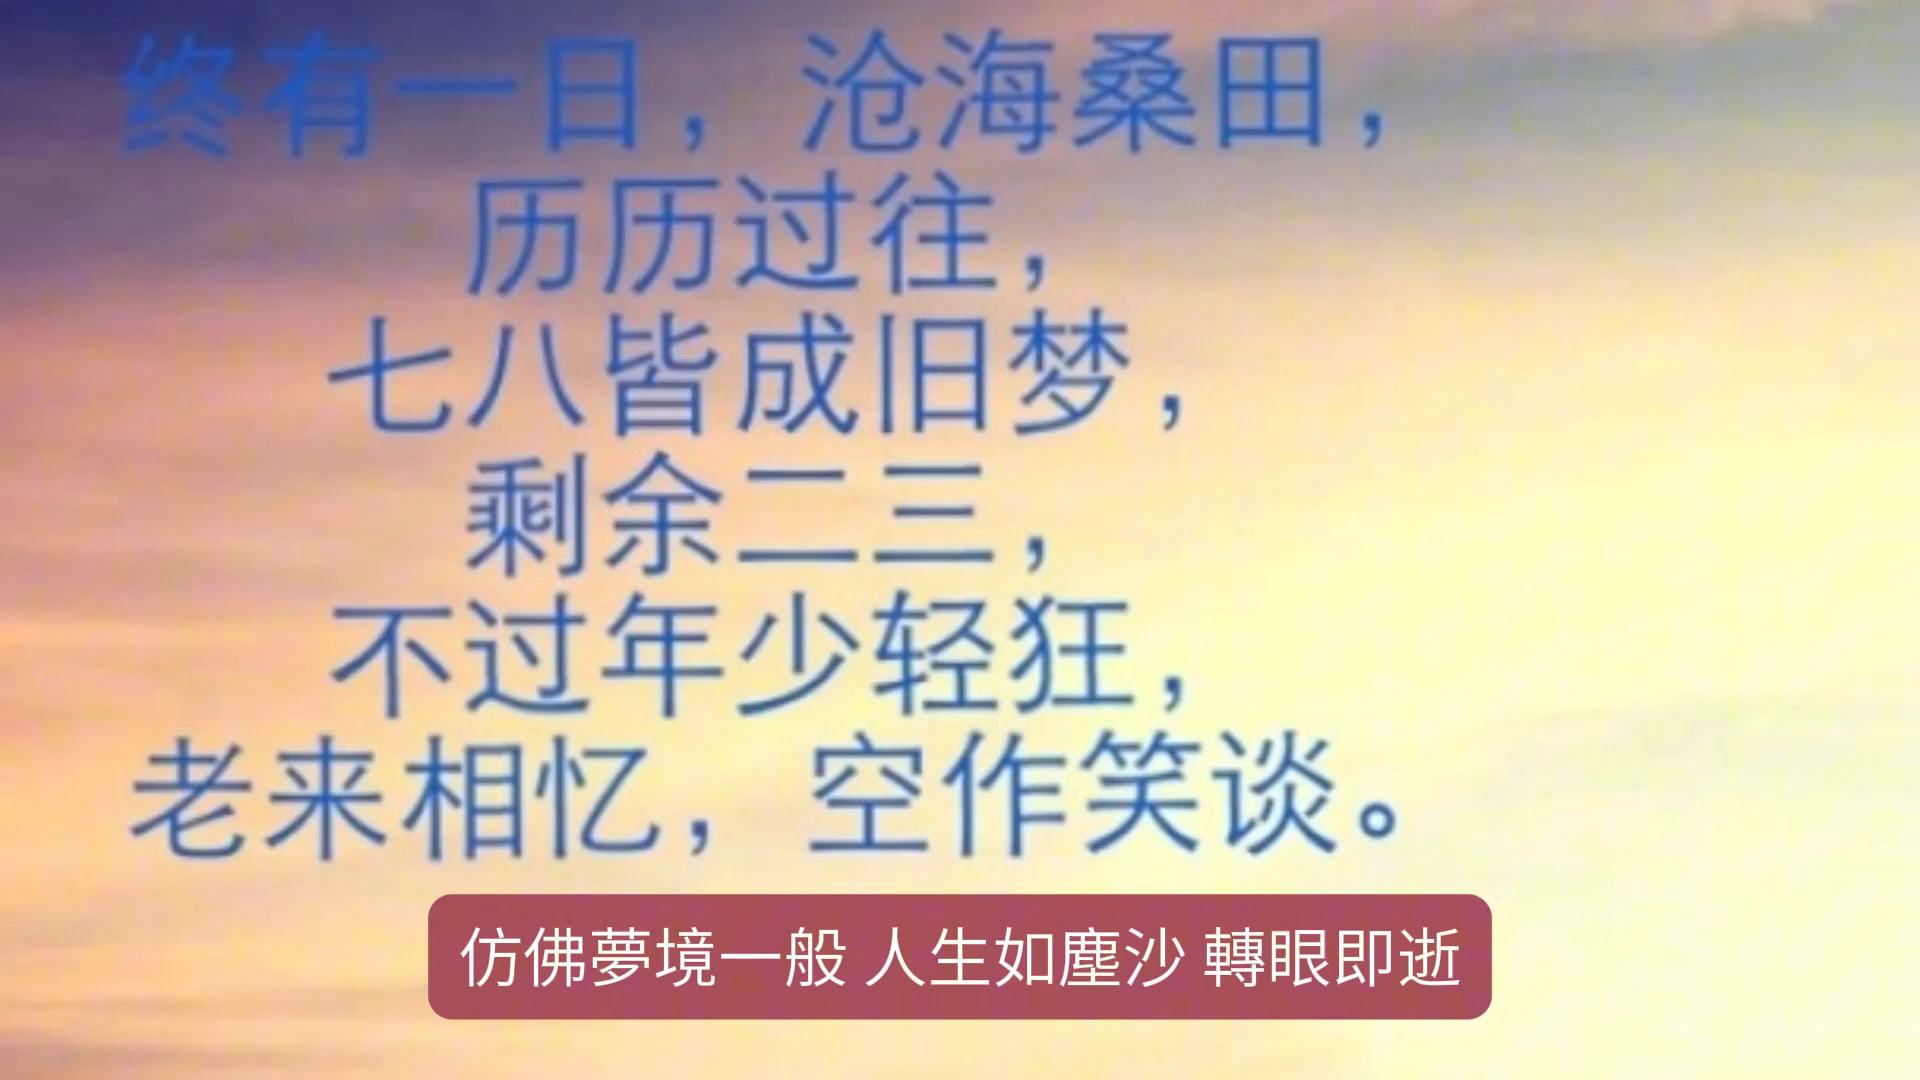 终有一日，沧海桑田，
历历过往，
七八皆成旧梦，
剩余二三，
不过年少轻狂，
老来相忆，空作笑谈。
仿佛夢境一般 人生如塵沙 轉眼即逝